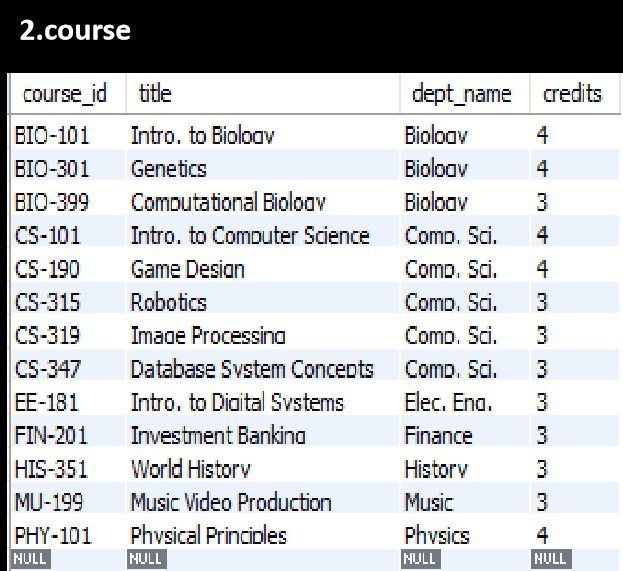 2.course
course_id title dept_name credits
BIO-101 Intro. to Biology Biology 4
BIO-301 Genetics Biology 4
BIO-399 Computational Biology Biology 3
CS-101 Intro. to Computer Science Comp. Sci. 4
CS-190 Game Design Comp. Sci. 4
CS-315 Robotics Comp. Sci. 3
CS-319 Image Processing Comp. Sci. 3
CS-347 Database System Concepts Comp. Sci. 3
EE-181 Intro. to Digital Systems Elec. Eng. 3
FIN-201 Investment Banking Finance 3
HIS-351 World History History 3
MU-199 Music Video Production Music 3
PHY-101 Physical Principles Physics 4
NULL NULL NULL NULL